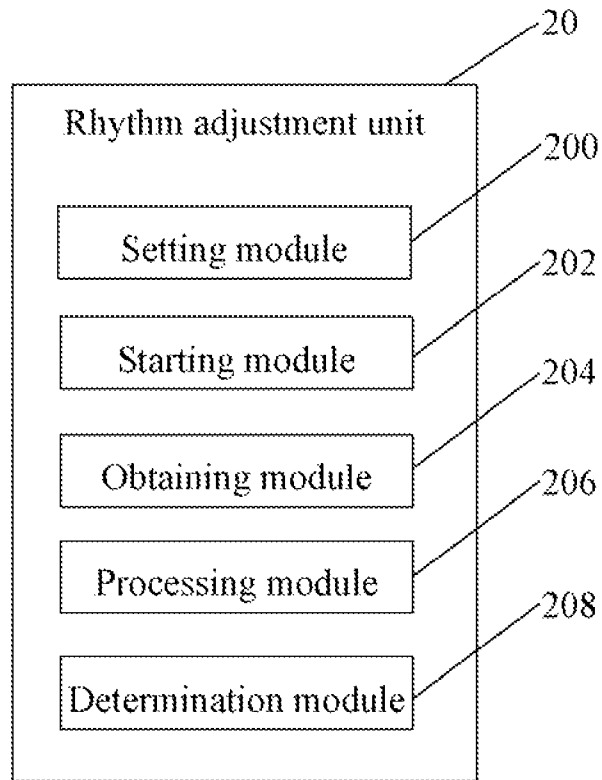 20
Rhythm adjustment unit
200
Setting module
202
Starting module
204
Obtaining module
206
Processing module
208
Determination module